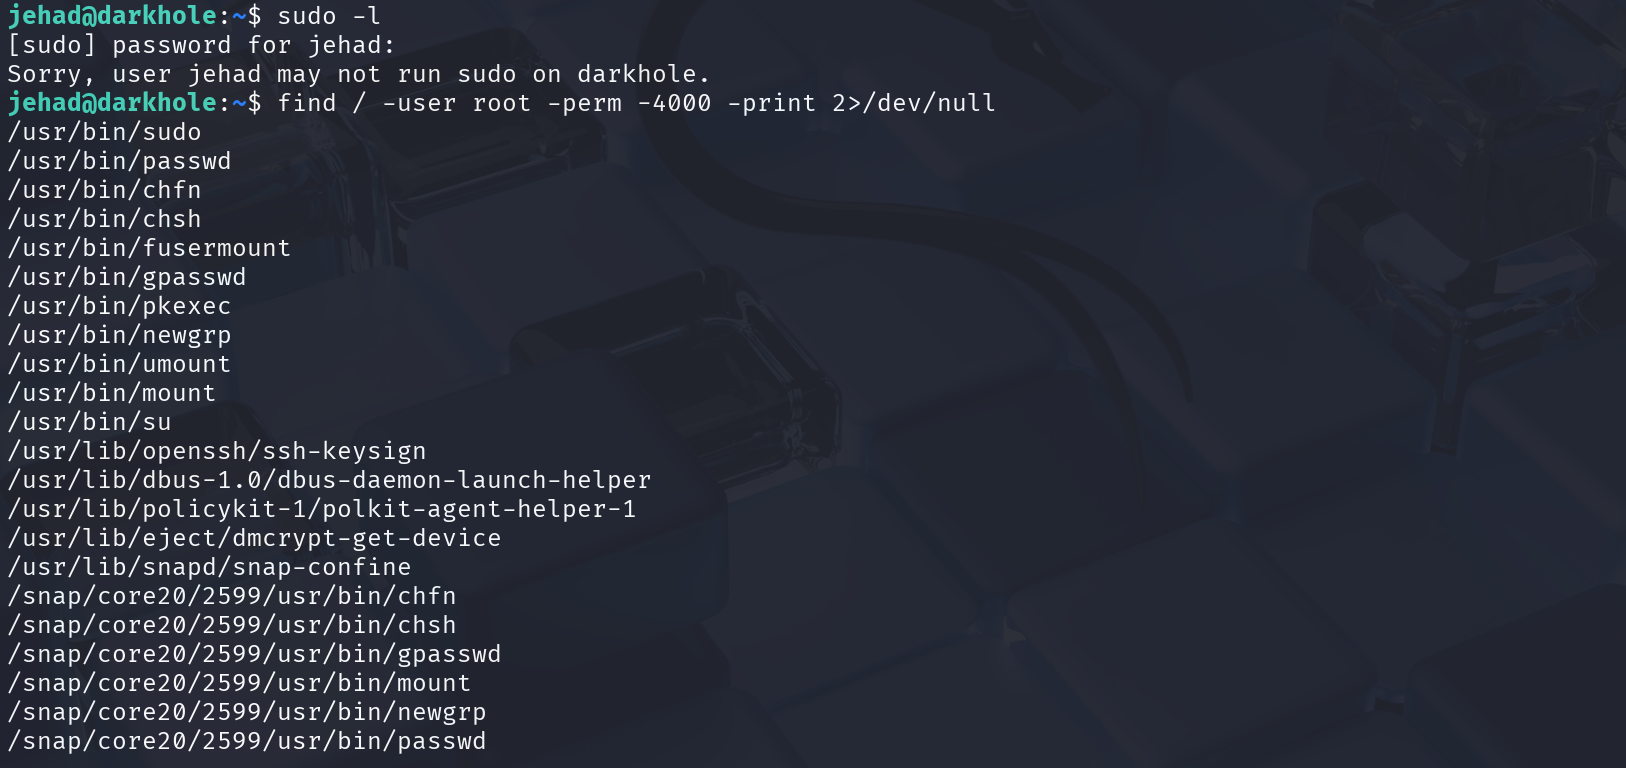 jehad@darkhole:~$ sudo -l
[sudo] password for jehad:
Sorry, user jehad may not run sudo on darkhole.
jehad@darkhole:~$ find / -user root -perm -4000 -print 2>/dev/null
/usr/bin/sudo
/usr/bin/passwd
/usr/bin/chfn
/usr/bin/chsh
/usr/bin/fusermount
/usr/bin/gpasswd
/usr/bin/pkexec
/usr/bin/newgrp
/usr/bin/umount
/usr/bin/mount
/usr/bin/su
/usr/lib/openssh/ssh-keysign
/usr/lib/dbus-1.0/dbus-daemon-launch-helper
/usr/lib/policykit-1/polkit-agent-helper-1
/usr/lib/eject/dmcrypt-get-device
/usr/lib/snapd/snap-confine
/snap/core20/2599/usr/bin/chfn
/snap/core20/2599/usr/bin/chsh
/snap/core20/2599/usr/bin/gpasswd
/snap/core20/2599/usr/bin/mount
/snap/core20/2599/usr/bin/newgrp
/snap/core20/2599/usr/bin/passwd